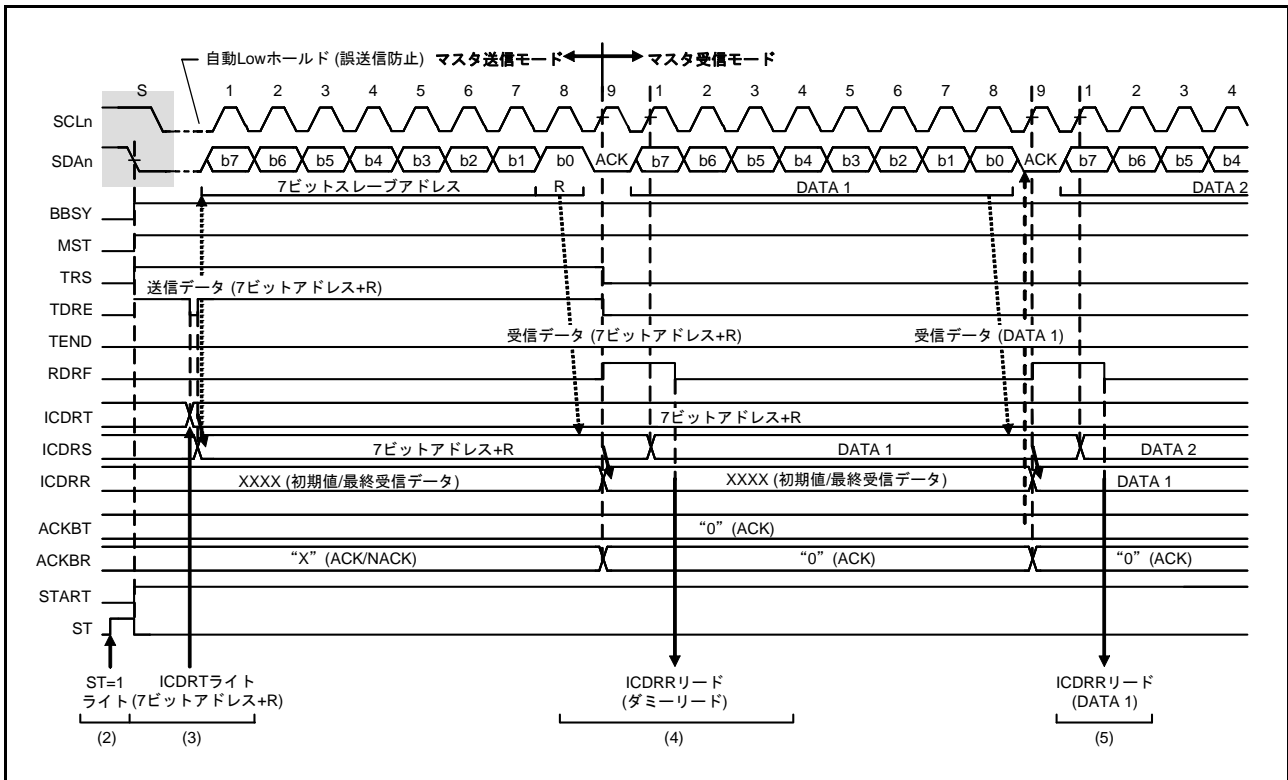 自動Lowホールド (誤送信防止) マスタ送信モード マスタ受信モード
S 1 2 3 4 5 6 7 8 9 1 2 3 4 5 6 7 8 9 1 2 3 4
SCLn
SDAn b7 b6 b5 b4 b3 b2 b1 b0 ACK b7 b6 b5 b4 b3 b2 b1 b0 ACK b7 b6 b5 b4
7ビットスレーブアドレス R DATA 1 DATA 2
BBSY
MST
TRS
送信データ (7ビットアドレス+R)
TDRE
受信データ (7ビットアドレス+R) 受信データ (DATA 1)
TEND
RDRF
ICDRT 7ビットアドレス+R
ICDRS 7ビットアドレス+R DATA 1 DATA 2
ICDRR XXXX (初期値/最終受信データ) XXXX (初期値/最終受信データ) DATA 1
ACKBT “0” (ACK)
ACKBR “X” (ACK/NACK) “0” (ACK) “0” (ACK)
START
ST
ST=1 ICDRTライト ICDRRリード ICDRRリード
ライト (7ビットアドレス+R) (ダミーリード) (DATA 1)
(2) (3) (4) (5)